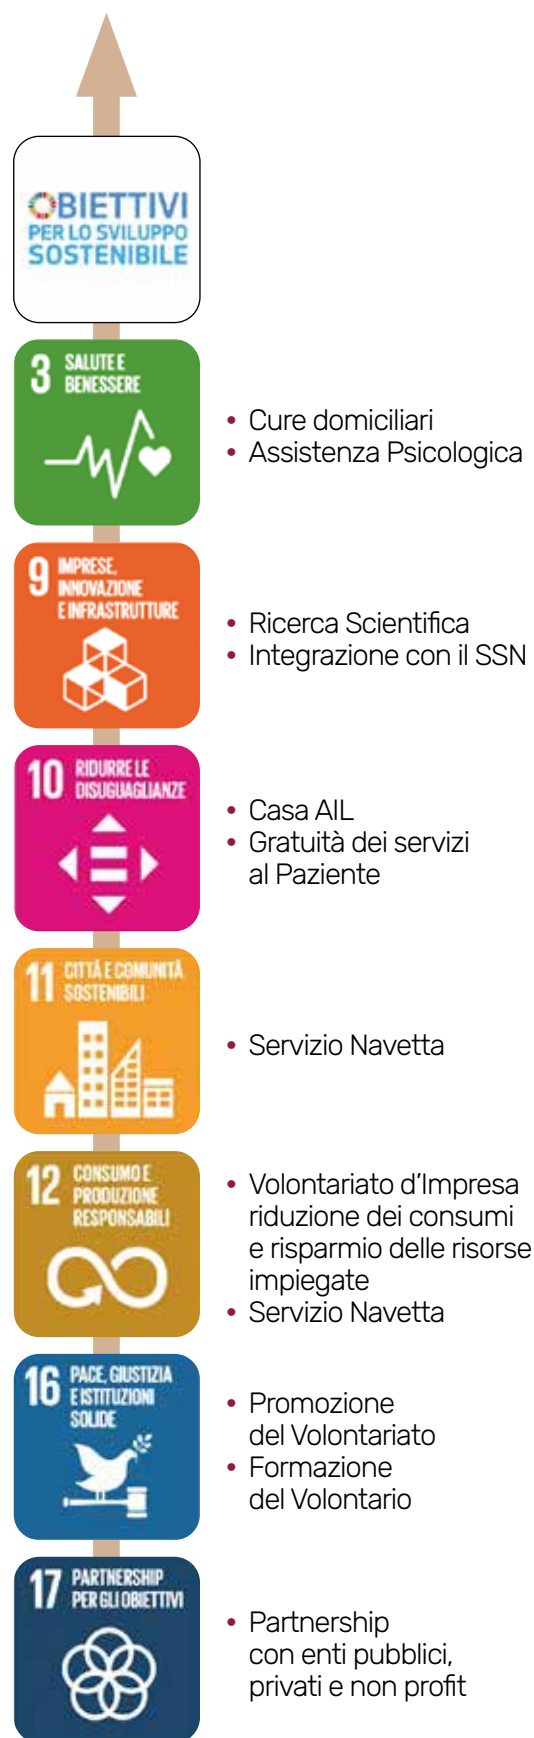 OBIETTIVI
PER LO SVILUPPO
SOSTENIBILE
3 SALUTE E
BENESSERE
• Cure domiciliari
• Assistenza Psicologica
9 IMPRESE,
INNOVAZIONE
E INFRASTRUTTURE
• Ricerca Scientifica
• Integrazione con il SSN
10 RIDURRE LE
DISUGUAGLIANZE
• Casa AIL
• Gratuità dei servizi
al Paziente
11 CITTÀ E COMUNITÀ
SOSTENIBILI
• Servizio Navetta
12 CONSUMO E
PRODUZIONE
RESPONSABILI
• Volontariato d’Impresa
riduzione dei consumi
e risparmio delle risorse
impiegate
• Servizio Navetta
16 PACE, GIUSTIZIA
E ISTITUZIONI
SOLIDE
• Promozione
del Volontariato
• Formazione
del Volontario
17 PARTNERSHIP
PER GLI OBIETTIVI
• Partnership
con enti pubblici,
privati e non profit